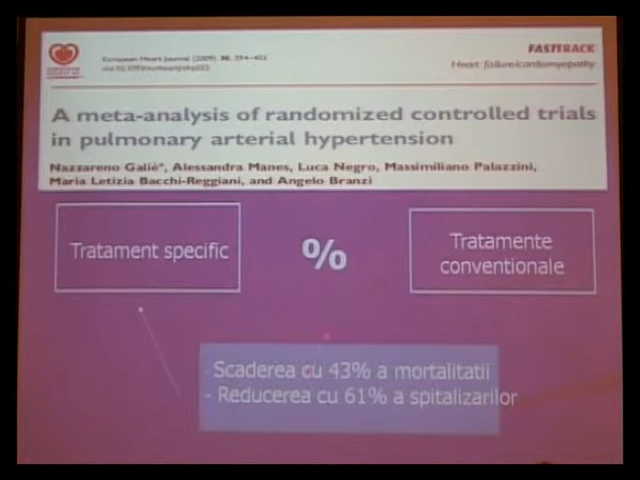 European Heart Journal (2009) 30, 394–403
FASTTRACK
Heart failure/cardiomyopathy
A meta-analysis of randomized controlled trials
in pulmonary arterial hypertension
Nazzareno Galiè*, Alessandra Manes, Luca Negro, Massimiliano Palazzini,
Maria Letizia Bacchi-Reggiani, and Angelo Branzi
Tratament specific
%
Tratamente
conventionale
- Scaderea cu 43% a mortalitatii
- Reducerea cu 61% a spitalizarilor